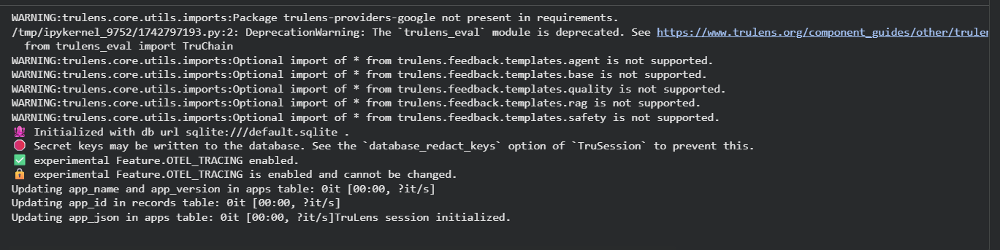 WARNING:trulens.core.utils.imports:Package trulens-providers-google not present in requirements.
/tmp/ipykernel_9752/1742797193.py:2: DeprecationWarning: The `trulens_eval` module is deprecated. See https://www.trulens.org/component_guides/other/trulen
  from trulens_eval import TruChain
WARNING:trulens.core.utils.imports:Optional import of * from trulens.feedback.templates.agent is not supported.
WARNING:trulens.core.utils.imports:Optional import of * from trulens.feedback.templates.base is not supported.
WARNING:trulens.core.utils.imports:Optional import of * from trulens.feedback.templates.quality is not supported.
WARNING:trulens.core.utils.imports:Optional import of * from trulens.feedback.templates.rag is not supported.
WARNING:trulens.core.utils.imports:Optional import of * from trulens.feedback.templates.safety is not supported.
🦑 Initialized with db url sqlite:///default.sqlite .
🛑 Secret keys may be written to the database. See the `database_redact_keys` option of `TruSession` to prevent this.
✅ experimental Feature.OTEL_TRACING enabled.
🔒 experimental Feature.OTEL_TRACING is enabled and cannot be changed.
Updating app_name and app_version in apps table: 0it [00:00, ?it/s]
Updating app_id in records table: 0it [00:00, ?it/s]
Updating app_json in apps table: 0it [00:00, ?it/s]TruLens session initialized.